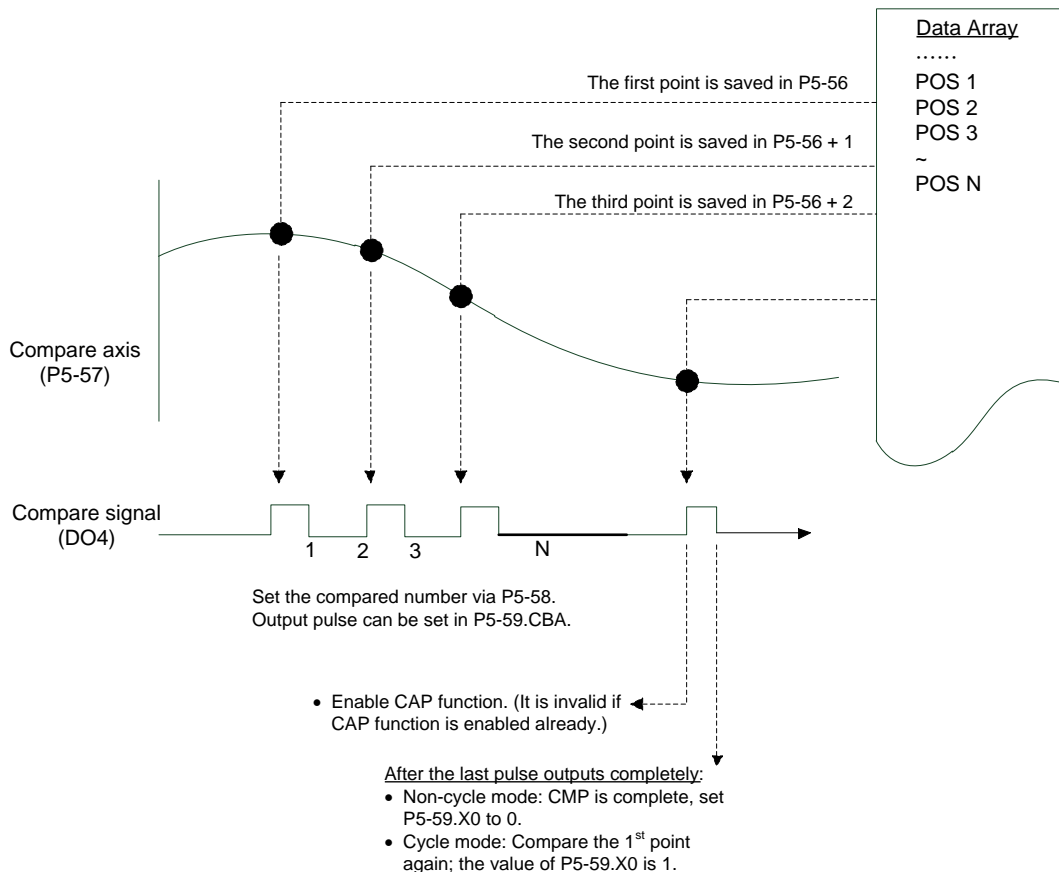 Data Array
......
POS 1
POS 2
POS 3
~
POS N
The first point is saved in P5-56
The second point is saved in P5-56 + 1
The third point is saved in P5-56 + 2
Compare axis
(P5-57)
Compare signal
(DO4)
1 2 3 N
Set the compared number via P5-58.
Output pulse can be set in P5-59.CBA.
• Enable CAP function. (It is invalid if
CAP function is enabled already.)
After the last pulse outputs completely:
• Non-cycle mode: CMP is complete, set
P5-59.X0 to 0.
• Cycle mode: Compare the 1st point
again; the value of P5-59.X0 is 1.